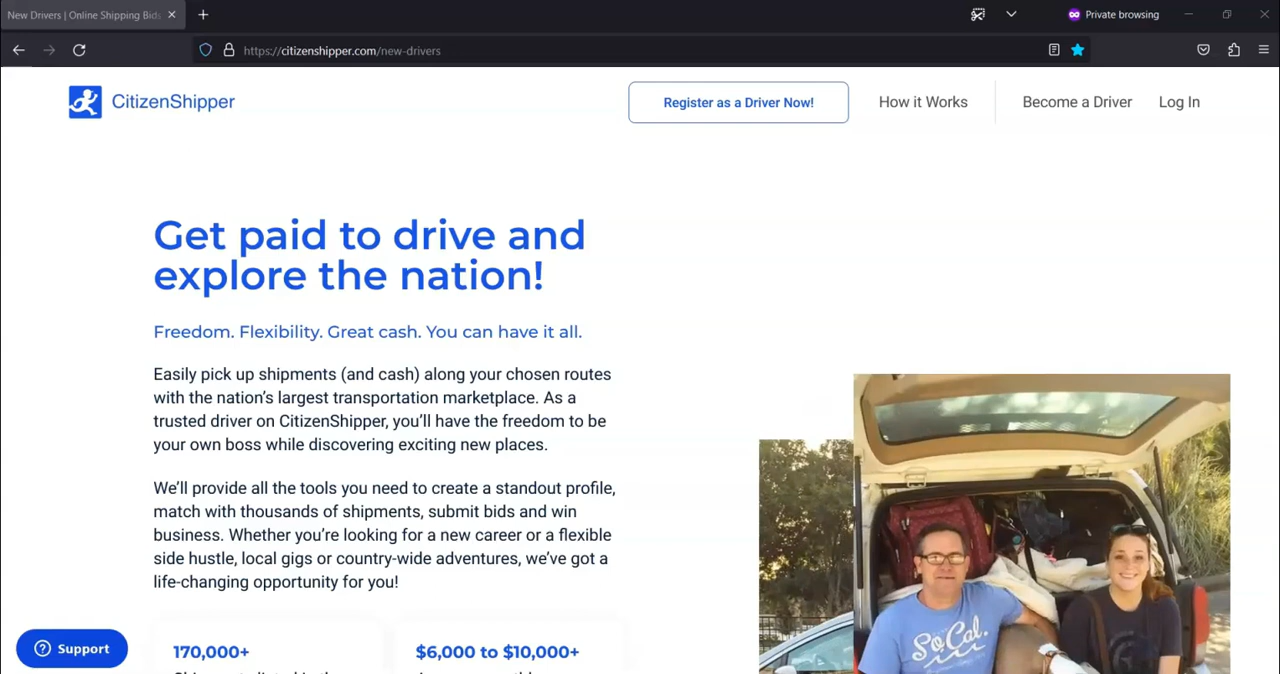 New Drivers | Online Shipping Bids
Private browsing
https://citizenshipper.com/new-drivers
CitizenShipper
Register as a Driver Now!
How it Works
Become a Driver
Log In
Get paid to drive and
explore the nation!
Freedom. Flexibility. Great cash. You can have it all.
Easily pick up shipments (and cash) along your chosen routes
with the nation’s largest transportation marketplace. As a
trusted driver on CitizenShipper, you’ll have the freedom to be
your own boss while discovering exciting new places.
We’ll provide all the tools you need to create a standout profile,
match with thousands of shipments, submit bids and win
business. Whether you’re looking for a new career or a flexible
side hustle, local gigs or country-wide adventures, we’ve got a
life-changing opportunity for you!
So.Cal.
Support
170,000+
$6,000 to $10,000+